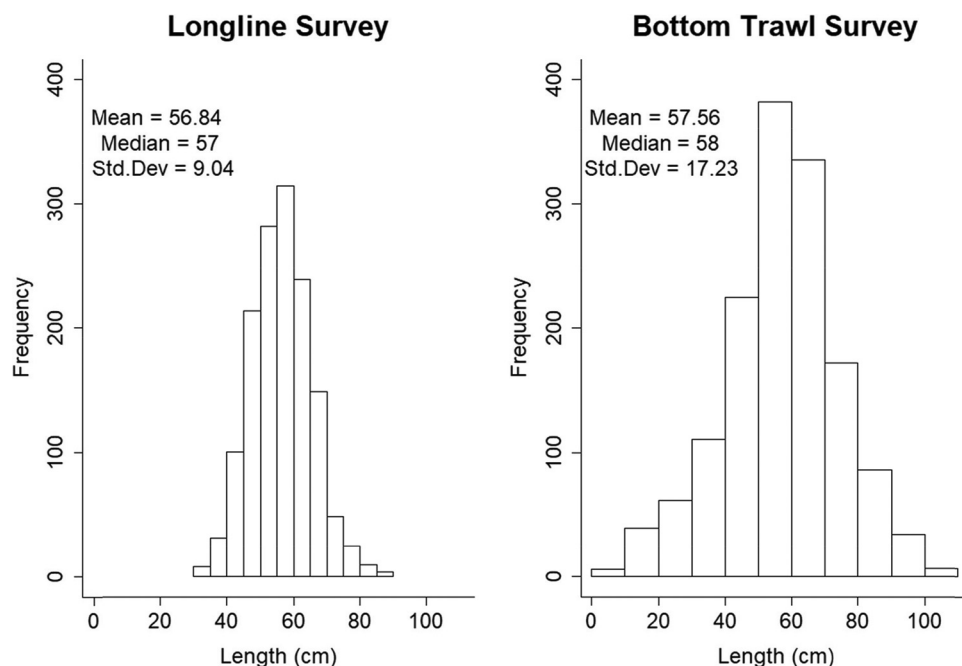 Longline Survey
Mean = 56.84
Median = 57
Std.Dev = 9.04
Frequency
0
100
200
300
400
0
20
40
60
80
100
Length (cm)
Bottom Trawl Survey
Mean = 57.56
Median = 58
Std.Dev = 17.23
Frequency
0
100
200
300
400
0
20
40
60
80
100
Length (cm)